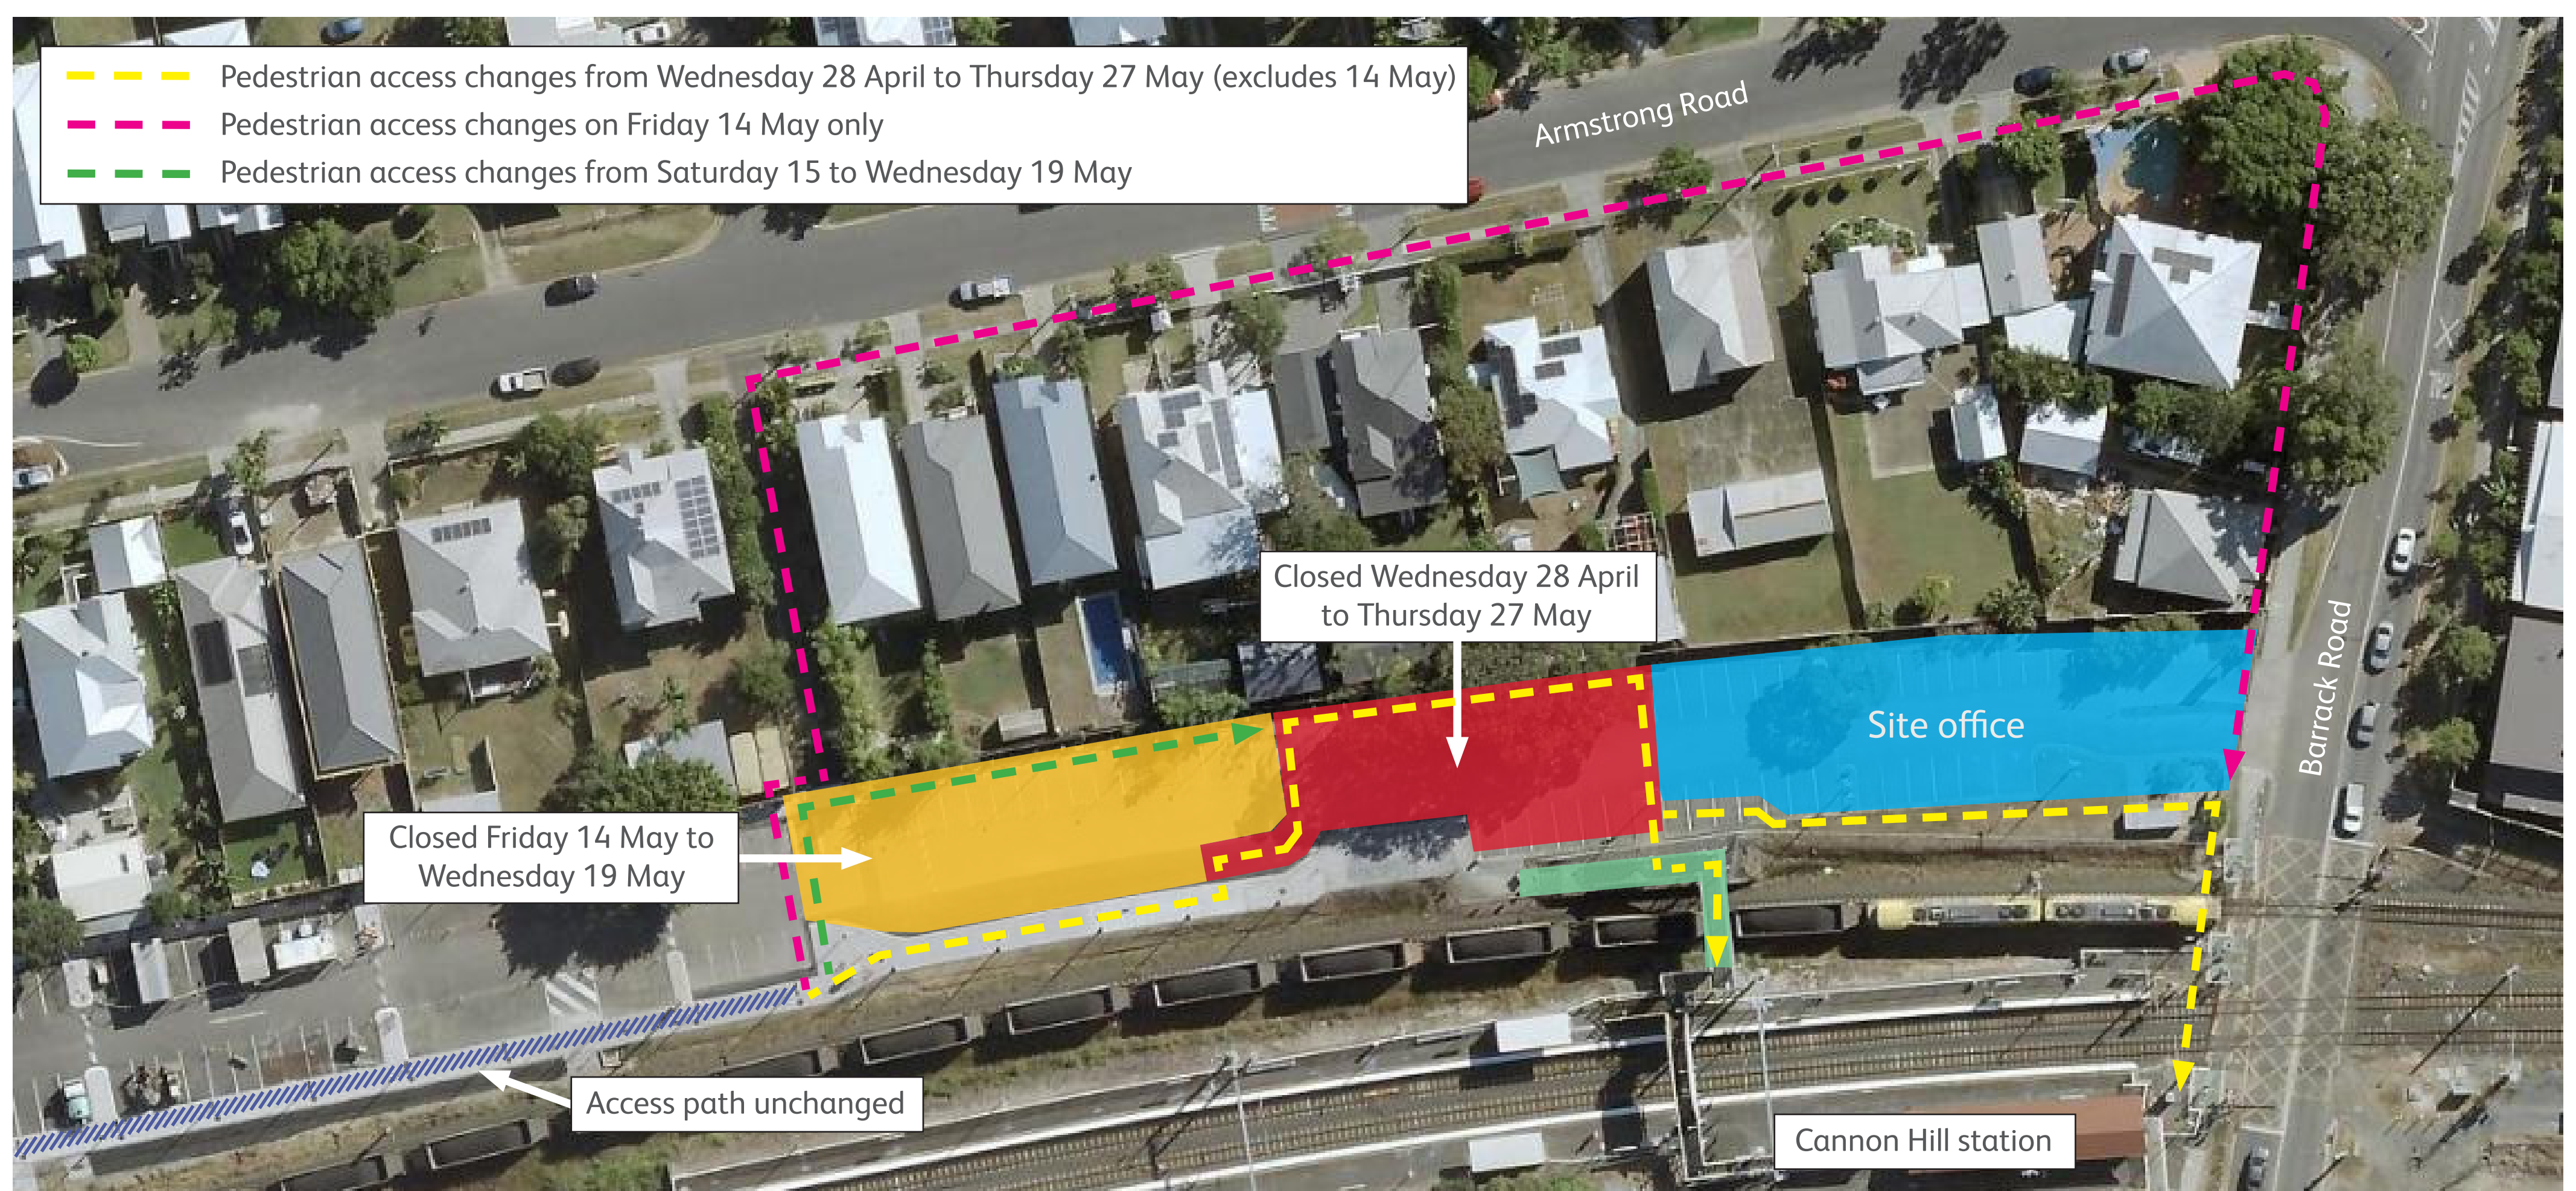 Pedestrian access changes from Wednesday 28 April to Thursday 27 May (excludes 14 May)
Pedestrian access changes on Friday 14 May only
Pedestrian access changes from Saturday 15 to Wednesday 19 May
Armstrong Road
Closed Wednesday 28 April
to Thursday 27 May
Site office
Barrack Road
Closed Friday 14 May to
Wednesday 19 May
Access path unchanged
Cannon Hill station